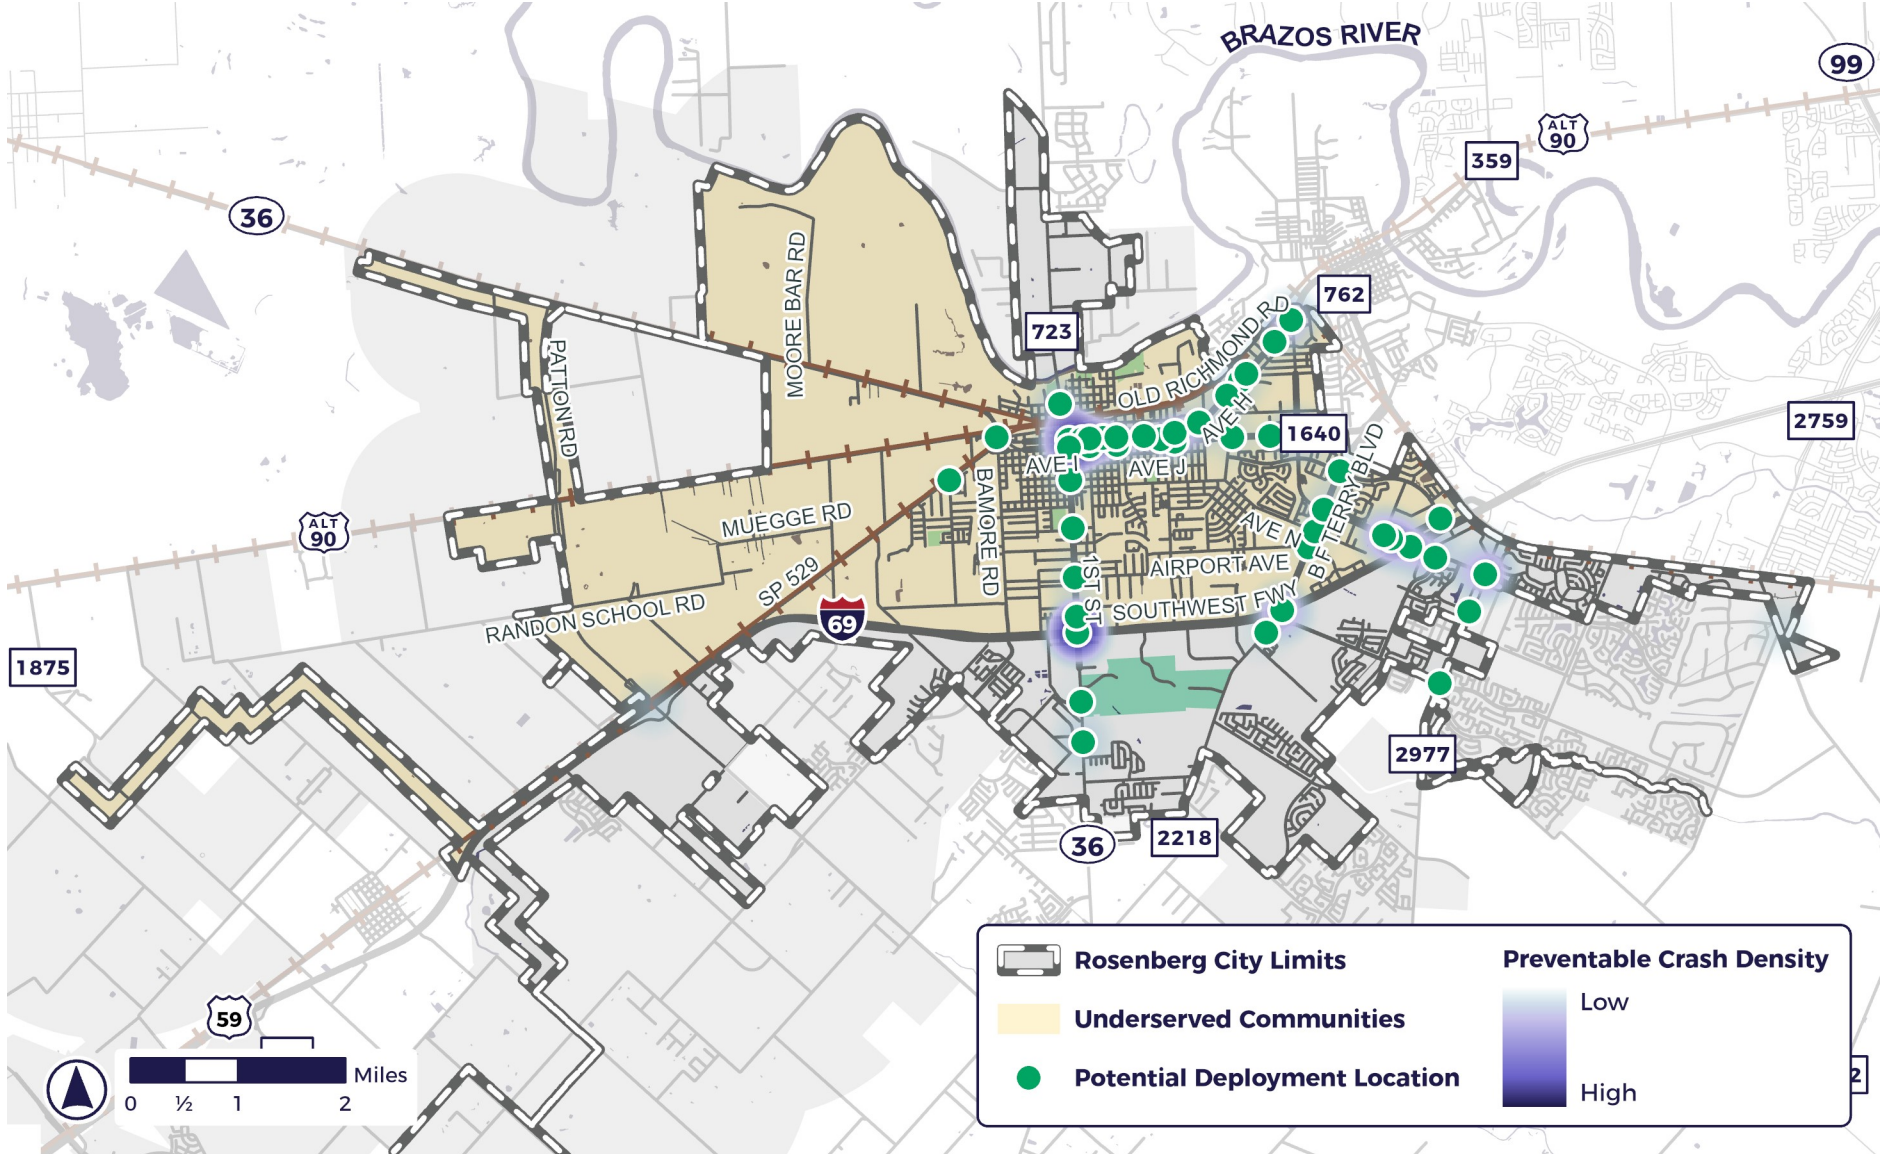 BRAZOS RIVER
99
ALT
90
359
36
762
723
MOORE BAR RD
OLD RICHMOND RD
PATTON RD
AVE H
1640
2759
AVE I
AVE J
BAMORE RD
MUEGGE RD
AVE N
B F TERRY BLVD
ALT
90
AIRPORT AVE
1ST ST
SP 529
SOUTHWEST FWY
RANDON SCHOOL RD
69
1875
2977
36
2218
59
Miles
0
½
1
2
Rosenberg City Limits
Underserved Communities
Potential Deployment Location
Preventable Crash Density
Low
High
2